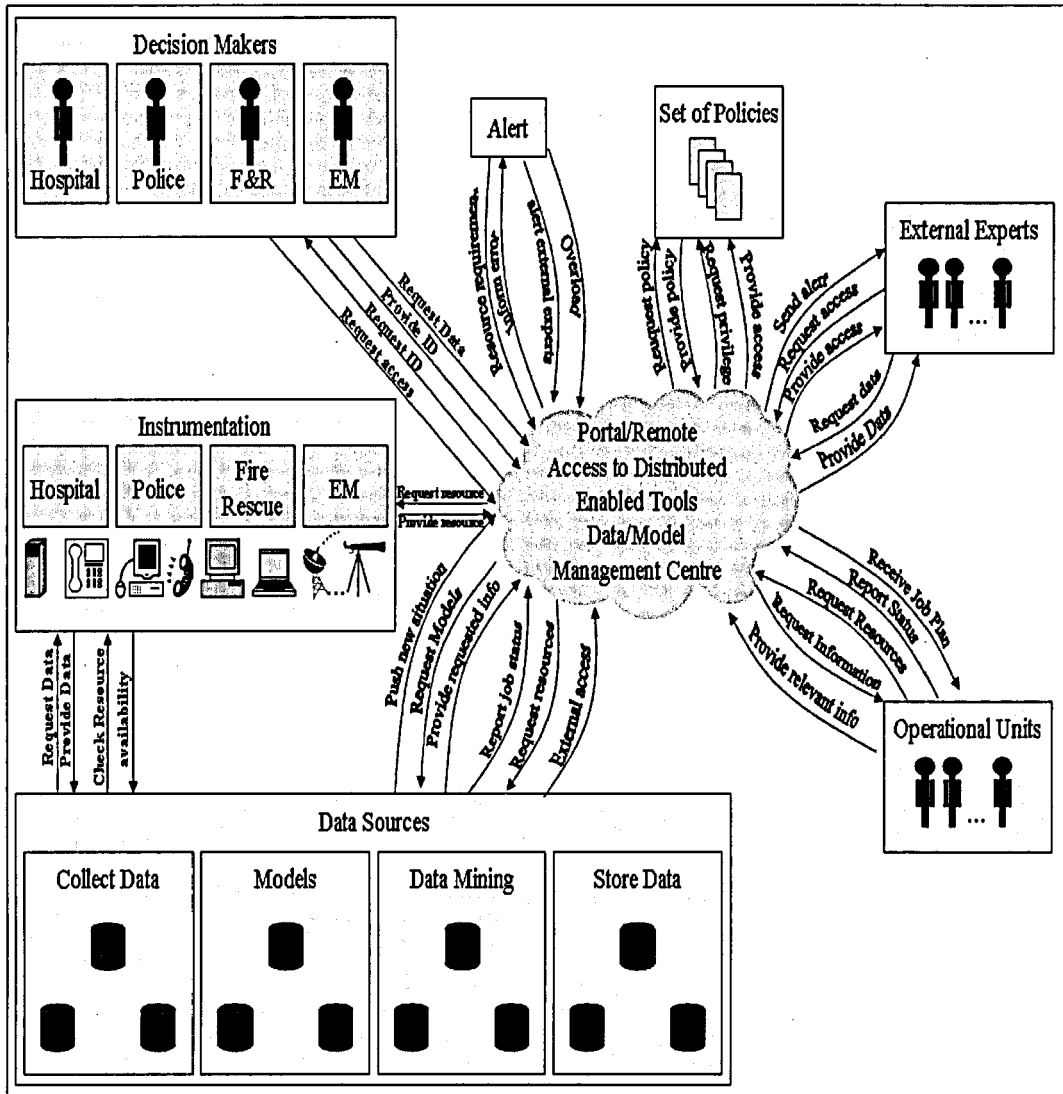 Decision Makers
Hospital
Police
F&R
EM
Alert
Set of Policies
External Experts
...
Request Data
Provide ID
Request ID
Request access
Resource requiremen.
Inform error
alert external experts
Overload
Request policy
Provide policy
Request privilege
Provide access
Send alert
Request access
Provide access
Request data
Provide Data
Instrumentation
Hospital
Police
Fire
Rescue
EM
Request resource
Provide resource
Portal/Remote
Access to Distributed
Enabled Tools
Data/Model
Management Centre
Receive Job Plan
Report Status
Request Resources
Request Information
Provide relevant info
Operational Units
...
Request Data
Provide Data
Check Resource
availability
Push new situation
Request Models
Provide requested info
Report job status
Request resources
External access
Data Sources
Collect Data
Models
Data Mining
Store Data